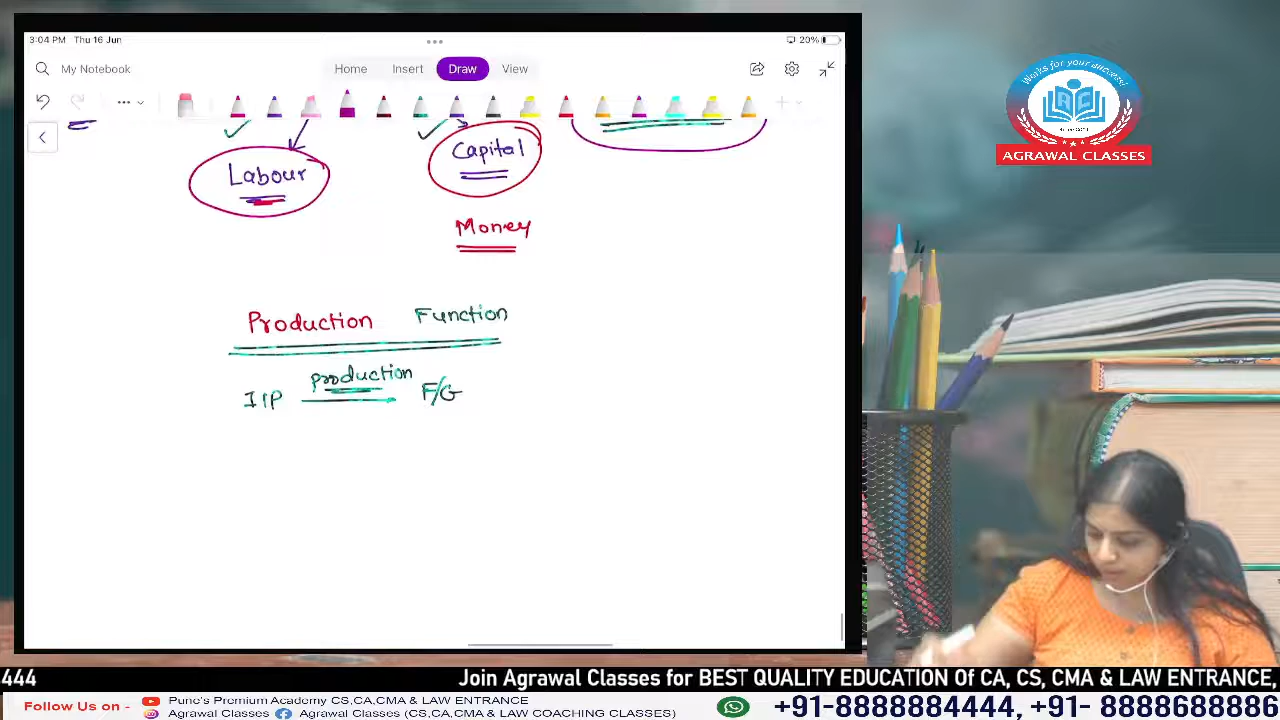 3:04 PM Thu 16 Jun
20%
My Notebook
Home Insert Draw View
Labour
Capital
Money
Production Function
production
I/P F/G
Works for your success!
AC
AGRAWAL CLASSES
444 Join Agrawal Classes for BEST QUALITY EDUCATION Of CA, CS, CMA & LAW ENTRANCE,
Follow Us on -
Pune's Premium Academy CS,CA,CMA & LAW ENTRANCE
Agrawal Classes
Agrawal Classes (CS,CA,CMA & LAW COACHING CLASSES)
+91-8888884444, +91- 8888688886